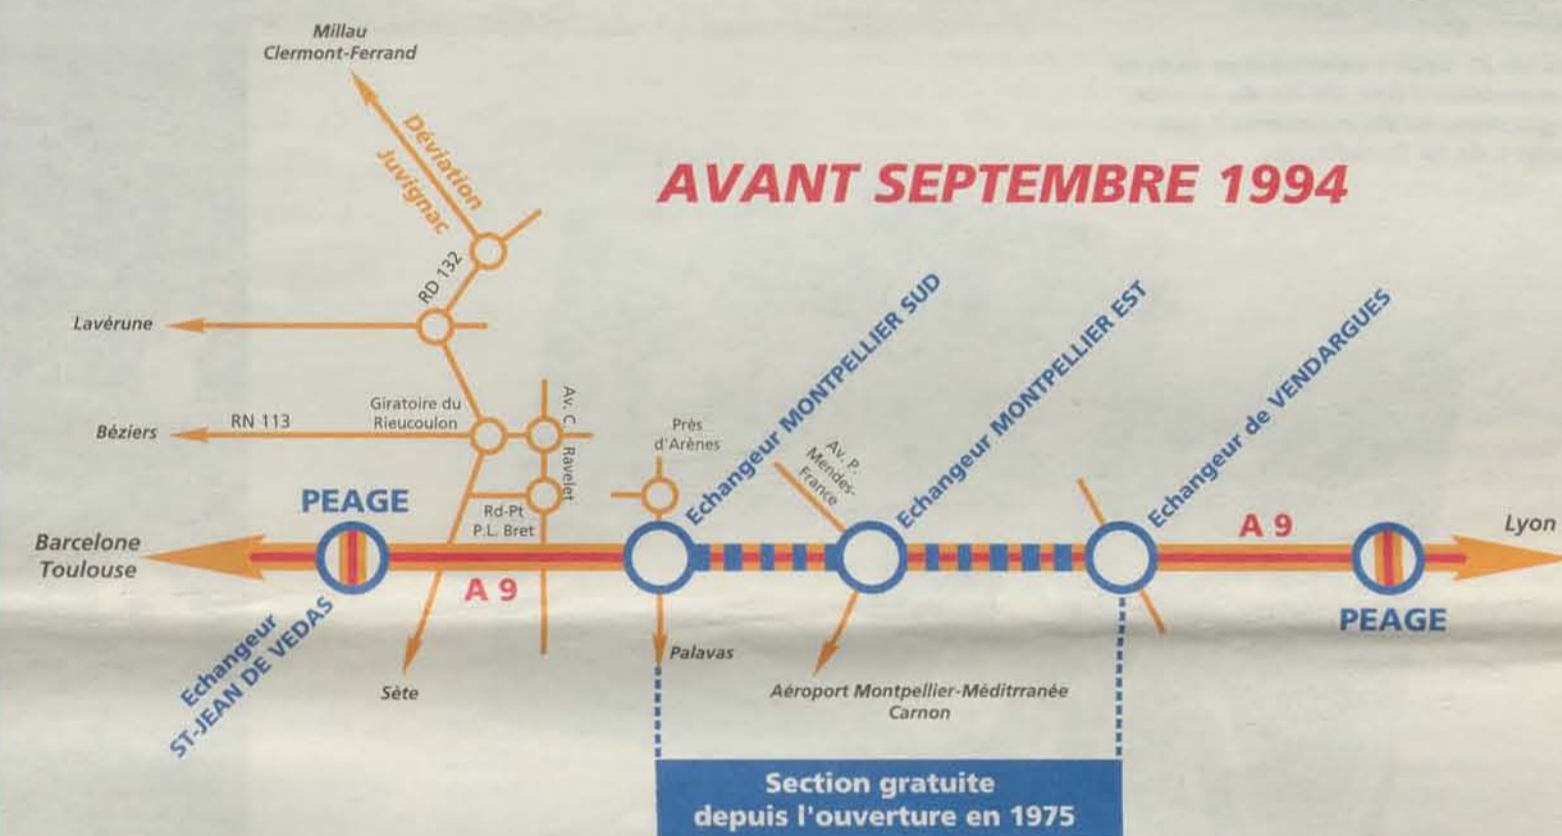 Millau
Clermont-Ferrand
Déviation
Juvignac
AVANT SEPTEMBRE 1994
RD 132
Lavérune
Echangeur MONTPELLIER SUD
Echangeur MONTPELLIER EST
Echangeur de VENDARGUES
Giratoire du
Rieucoulon
RN 113
Béziers
Av. C. Ravelet
Près
d'Arènes
Av. P.
Mendes-
France
PEAGE
Rd-Pt
P.L. Bret
Barcelone
Toulouse
A 9
A 9
Lyon
PEAGE
Echangeur
ST-JEAN DE VEDAS
Sète
Palavas
Aéroport Montpellier-Méditrranée
Carnon
Section gratuite
depuis l'ouverture en 1975